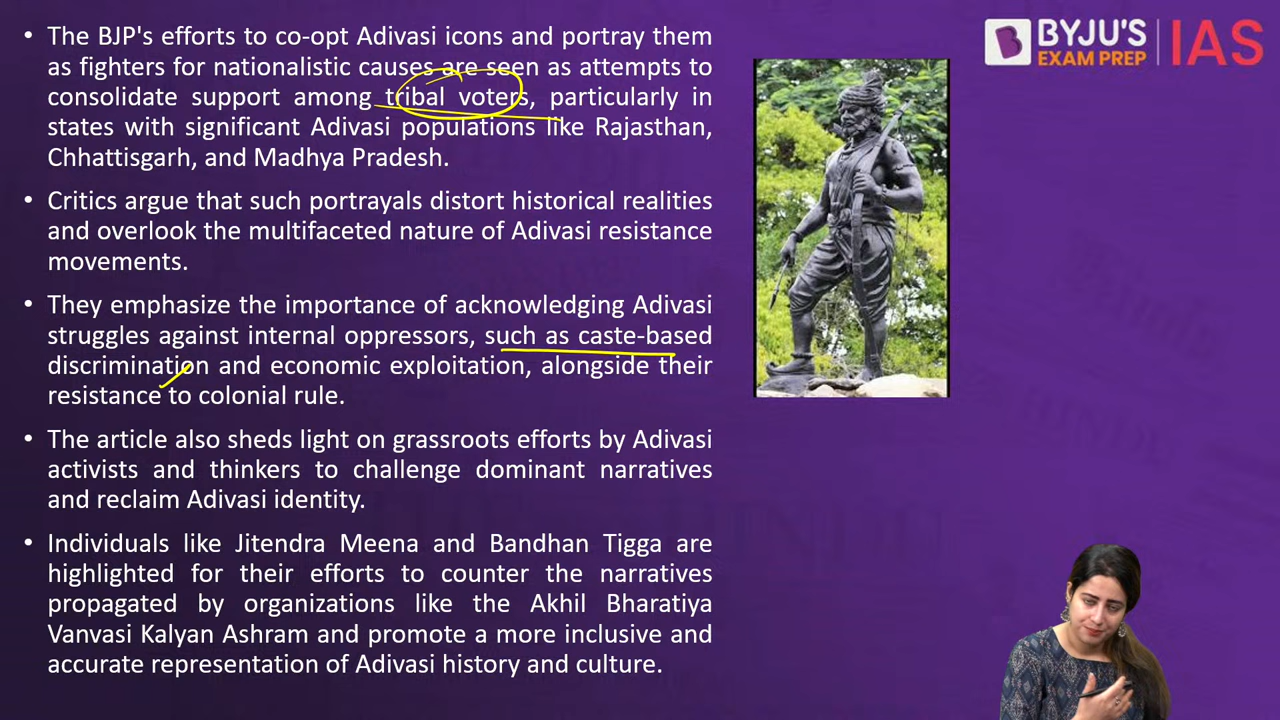 • The BJP's efforts to co-opt Adivasi icons and portray them
as fighters for nationalistic causes are seen as attempts to
consolidate support among tribal voters, particularly in
states with significant Adivasi populations like Rajasthan,
Chhattisgarh, and Madhya Pradesh.
• Critics argue that such portrayals distort historical realities
and overlook the multifaceted nature of Adivasi resistance
movements.
• They emphasize the importance of acknowledging Adivasi
struggles against internal oppressors, such as caste-based
discrimination and economic exploitation, alongside their
resistance to colonial rule.
• The article also sheds light on grassroots efforts by Adivasi
activists and thinkers to challenge dominant narratives
and reclaim Adivasi identity.
• Individuals like Jitendra Meena and Bandhan Tigga are
highlighted for their efforts to counter the narratives
propagated by organizations like the Akhil Bharatiya
Vanvasi Kalyan Ashram and promote a more inclusive and
accurate representation of Adivasi history and culture.
BYJU'S
EXAM PREP
IAS